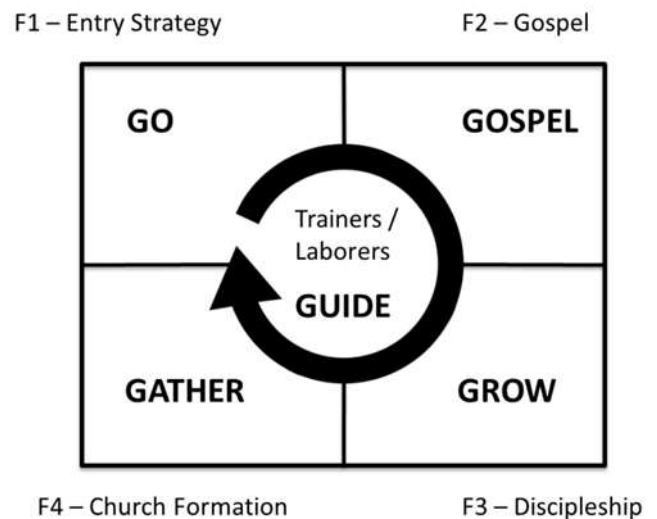 F1 – Entry Strategy
F2 – Gospel
GO
GOSPEL
Trainers /
Laborers
GUIDE
GATHER
GROW
F4 – Church Formation
F3 – Discipleship